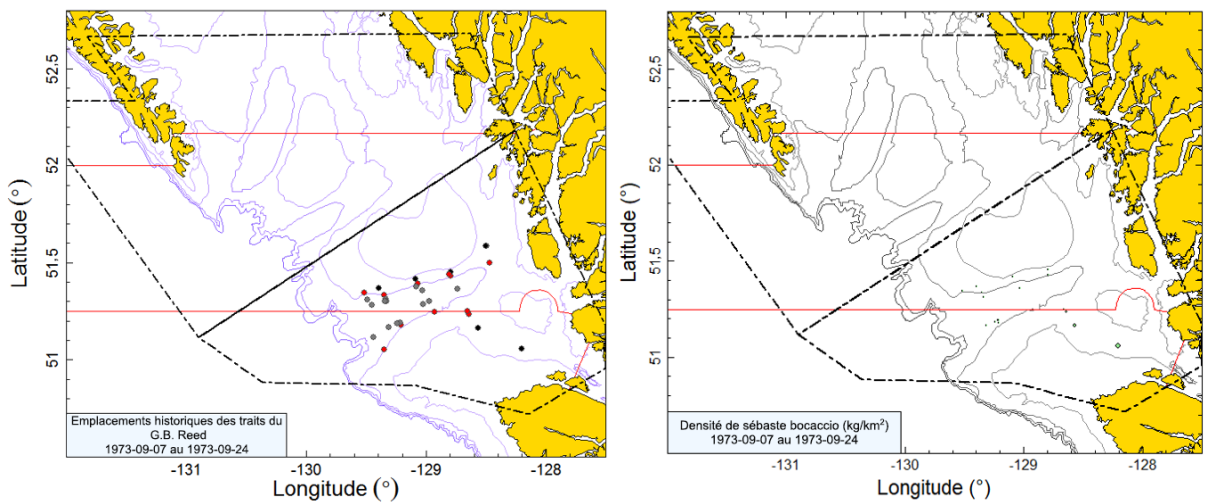 52,5
52
51,5
51
Latitude (°)
Emplacements historiques des traits du
G.B. Reed
1973-09-07 au 1973-09-24
-131
-130
-129
-128
Longitude (°)
52,5
52
51,5
51
Latitude (°)
Densité de sébaste bocaccio (kg/km²)
1973-09-07 au 1973-09-24
-131
-130
-129
-128
Longitude (°)